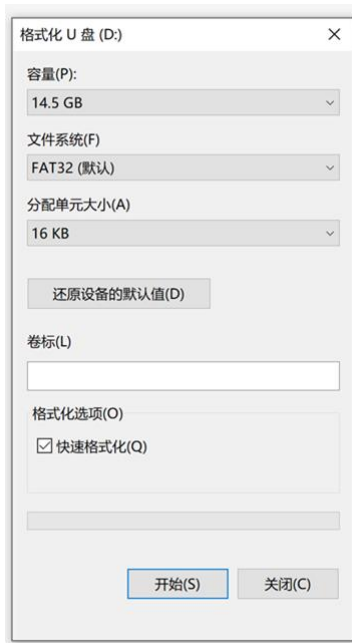 格式化 U 盘 (D:)
容量(P):
14.5 GB
文件系统(F)
FAT32 (默认)
分配单元大小(A)
16 KB
还原设备的默认值(D)
卷标(L)
格式化选项(O)
快速格式化(Q)
开始(S)
关闭(C)